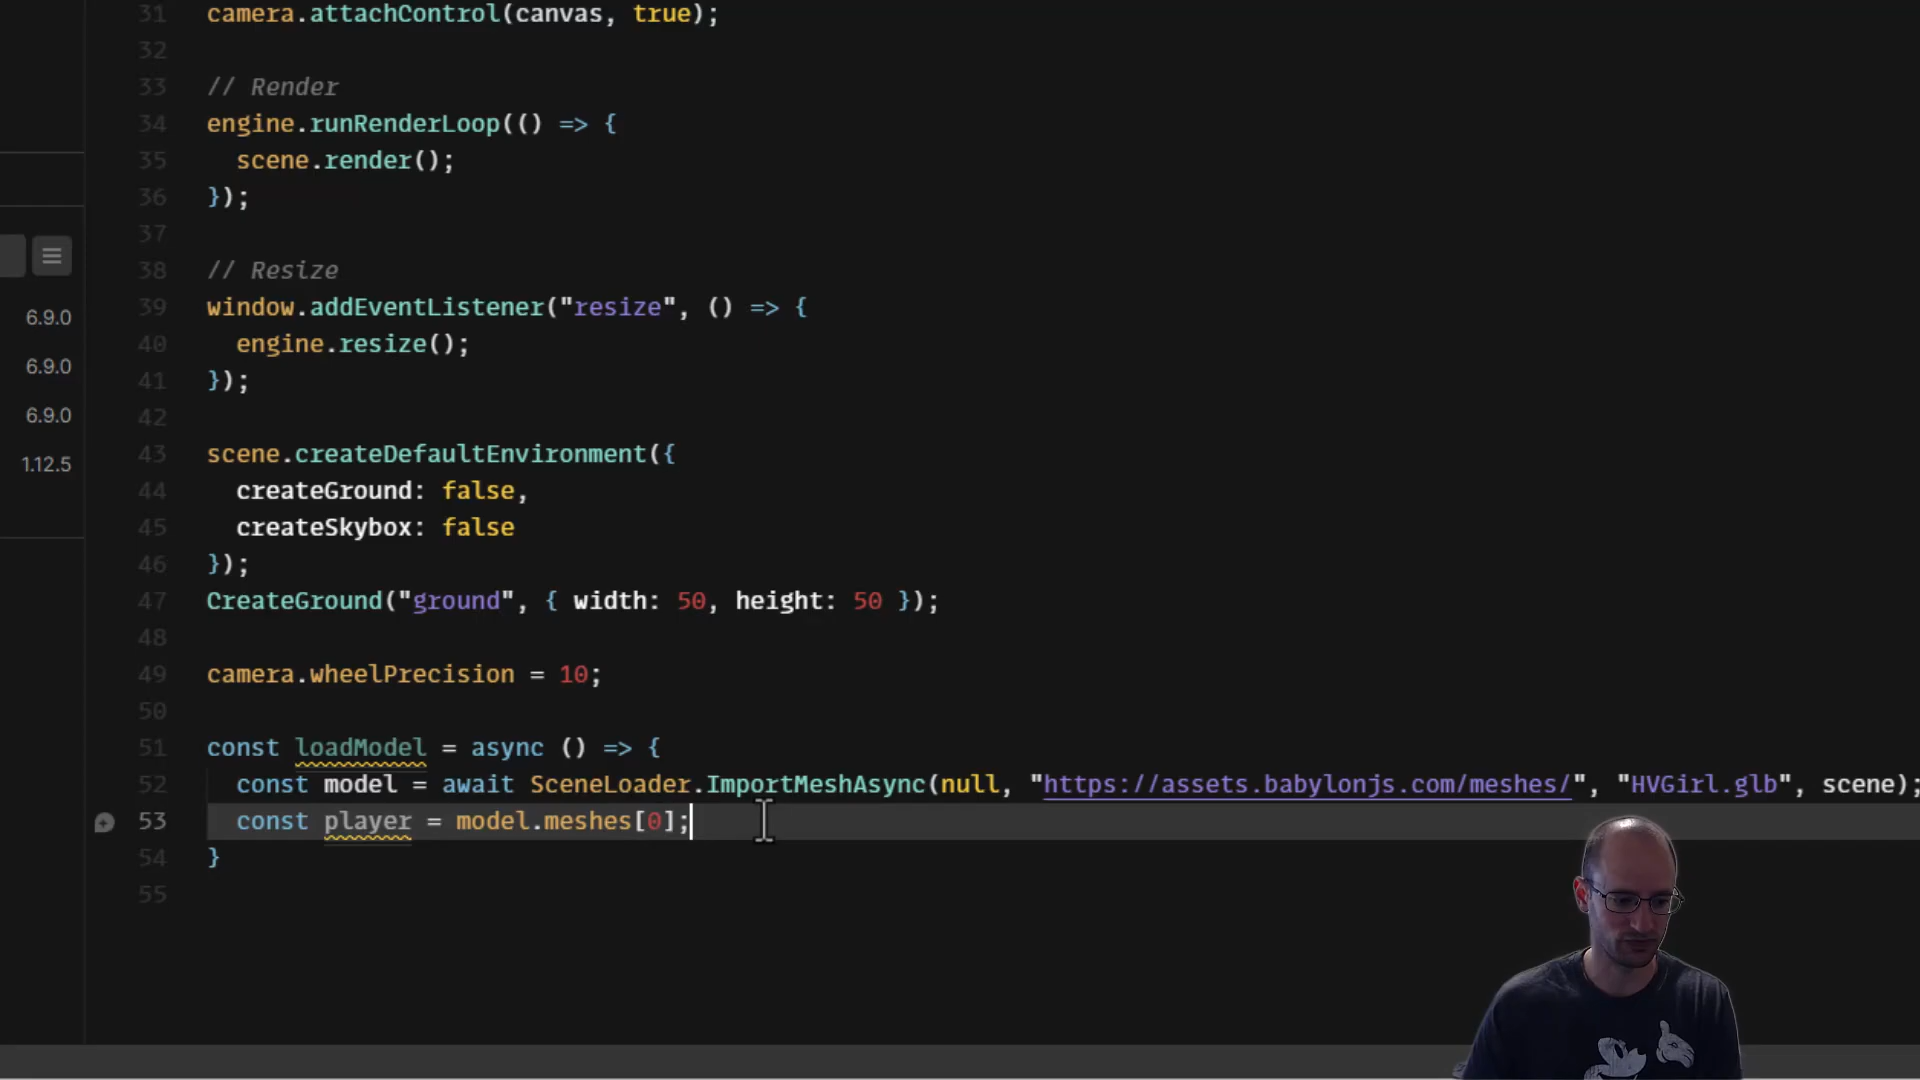 31 camera.attachControl(canvas, true);
32
33 // Render
34 engine.runRenderLoop(() => {
35   scene.render();
36 });
37
38 // Resize
39 window.addEventListener("resize", () => {
40   engine.resize();
41 });
42
43 scene.createDefaultEnvironment({
44   createGround: false,
45   createSkybox: false
46 });
47 CreateGround("ground", { width: 50, height: 50 });
48
49 camera.wheelPrecision = 10;
50
51 const loadModel = async () => {
52   const model = await SceneLoader.ImportMeshAsync(null, "https://assets.babylonjs.com/meshes/", "HVGirl.glb", scene);
53   const player = model.meshes[0];
54 }
55
6.9.0
6.9.0
6.9.0
1.12.5